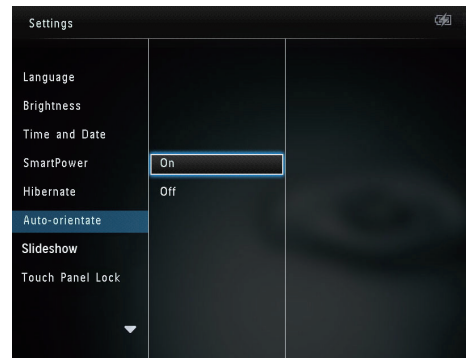 Settings
Language
Brightness
Time and Date
SmartPower
On
Hibernate
Off
Auto-orientate
Slideshow
Touch Panel Lock